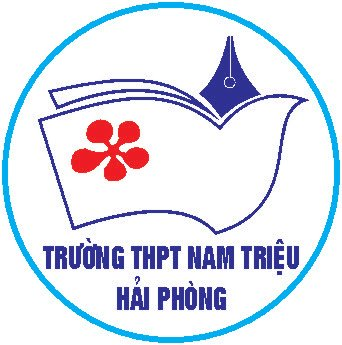 TRƯỜNG THPT NAM TRIỆU
HẢI PHÒNG